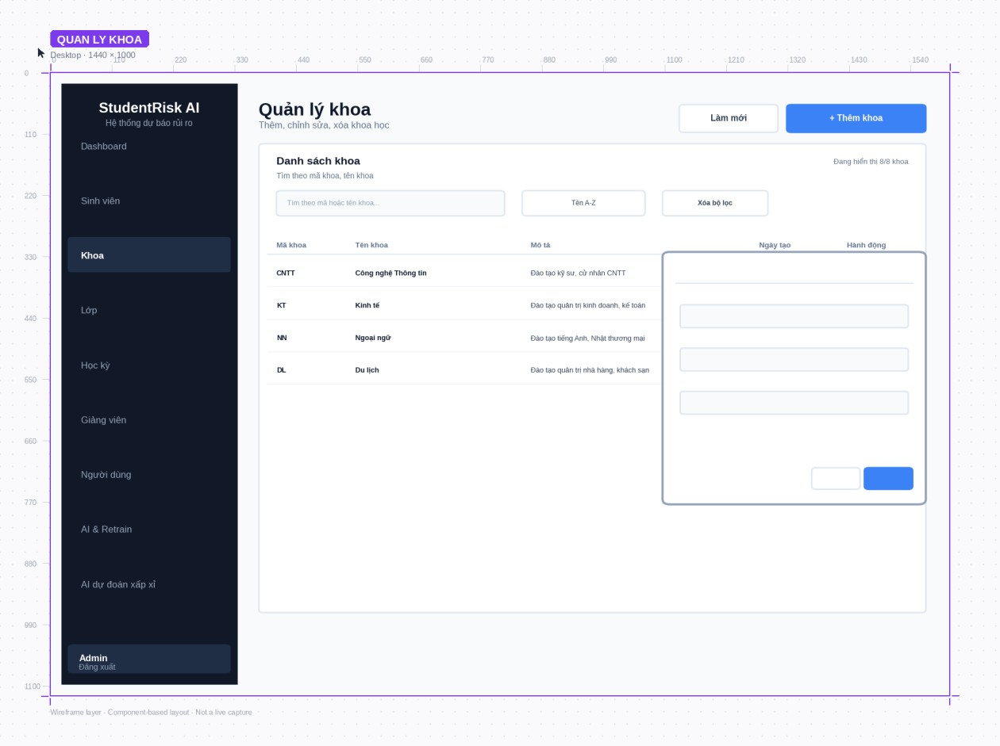 QUAN LY KHOA
Desktop · 1440 × 1000
0 110 220 330 440 550 660 770 880 990 1100 1210 1320 1430 1540
0
110
220
330
440
550
660
770
880
990
1100
StudentRisk AI
Hệ thống dự báo rủi ro
Dashboard
Sinh viên
Khoa
Lớp
Học kỳ
Giảng viên
Người dùng
AI & Retrain
AI dự đoán xấp xỉ
Admin
Đăng xuất
Quản lý khoa
Thêm, chỉnh sửa, xóa khoa học
Làm mới
+ Thêm khoa
Danh sách khoa
Tìm theo mã khoa, tên khoa
Đang hiển thị 8/8 khoa
Tìm theo mã hoặc tên khoa...
Tên A-Z
Xóa bộ lọc
Mã khoa Tên khoa Mô tả Ngày tạo Hành động
CNTT Công nghệ Thông tin Đào tạo kỹ sư, cử nhân CNTT
KT Kinh tế Đào tạo quản trị kinh doanh, kế toán
NN Ngoại ngữ Đào tạo tiếng Anh, Nhật thương mại
DL Du lịch Đào tạo quản trị nhà hàng, khách sạn
Wireframe layer · Component-based layout · Not a live capture